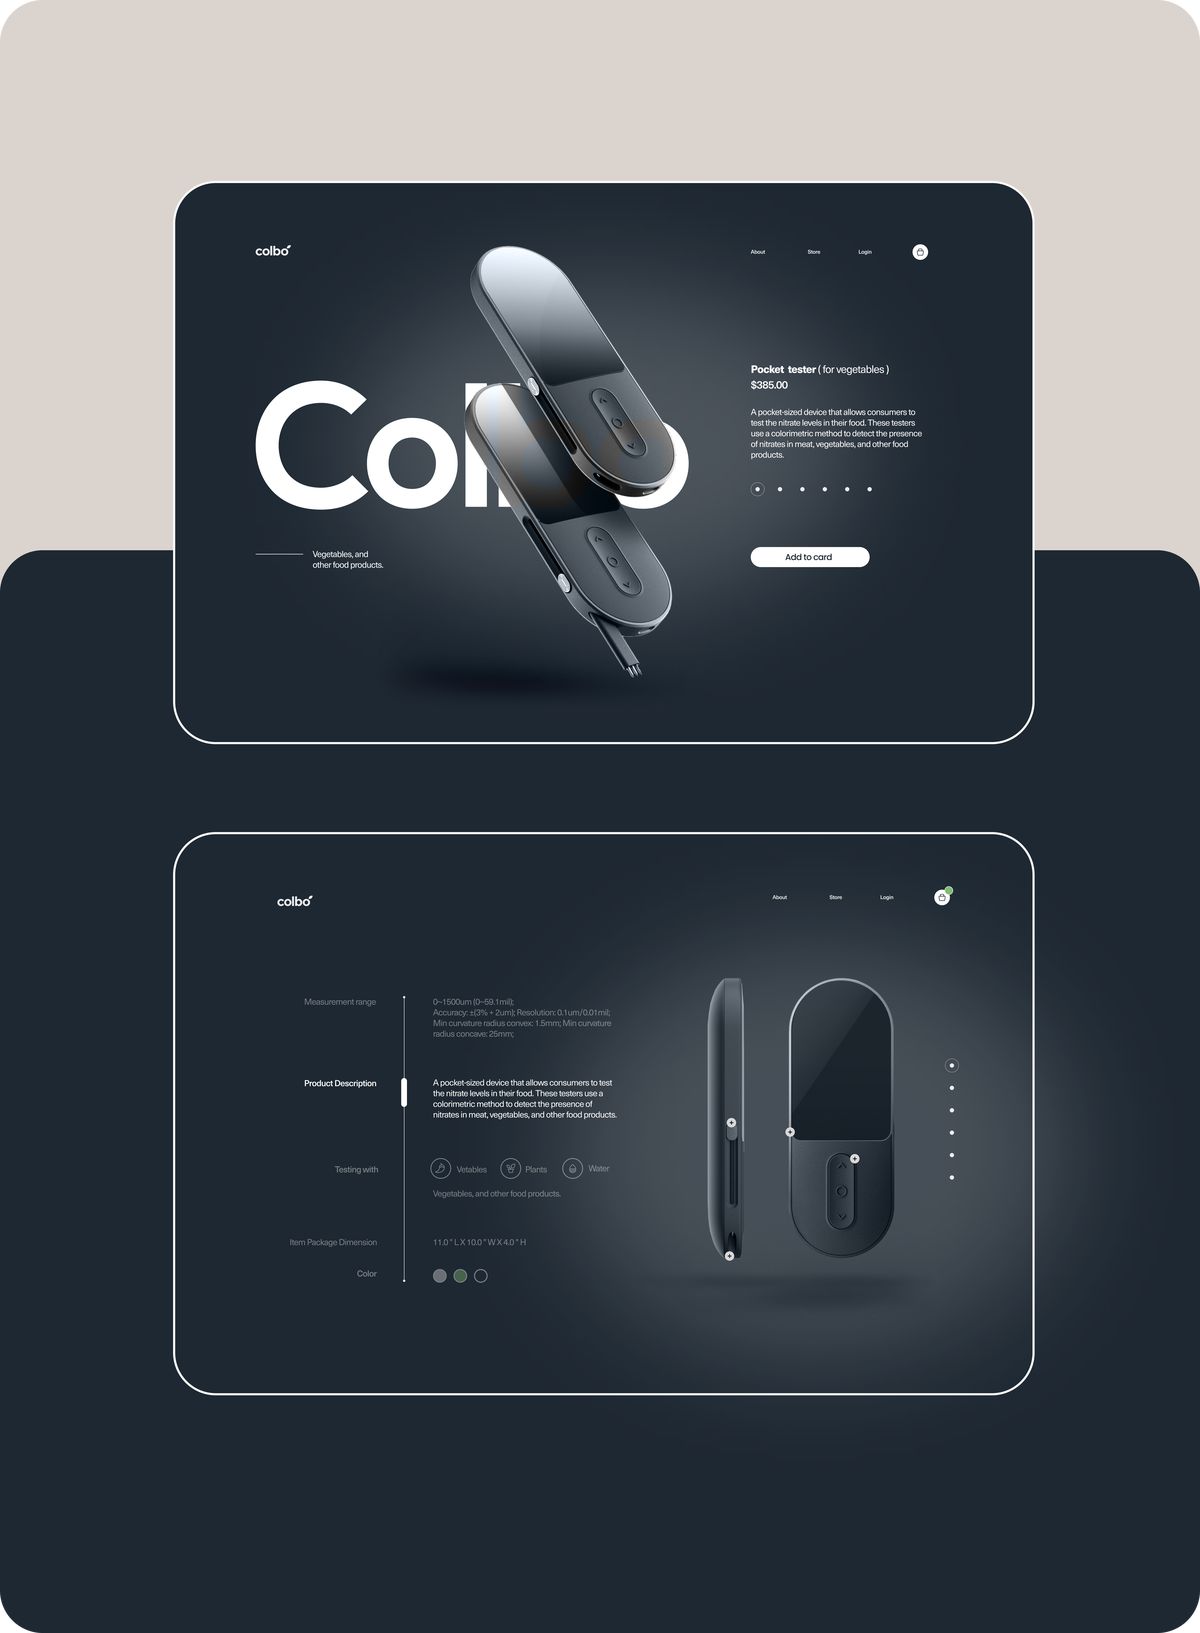 colbo
About
Store
Login
Colbo
Pocket tester ( for vegetables )
$385.00
A pocket-sized device that allows consumers to
test the nitrate levels in their food. These testers
use a colorimetric method to detect the presence
of nitrates in meat, vegetables, and other food
products.
Vegetables, and
other food products.
Add to card
colbo
About
Store
Login
Measurement range
0~1500um (0~59.1mil);
Accuracy: ±(3% + 2um); Resolution: 0.1um/0.01mil;
Min curvature radius convex: 1.5mm; Min curvature
radius concave: 25mm;
Product Description
A pocket-sized device that allows consumers to test
the nitrate levels in their food. These testers use a
colorimetric method to detect the presence of
nitrates in meat, vegetables, and other food products.
Testing with
Vetables
Plants
Water
Vegetables, and other food products.
Item Package Dimension
11.0 " L X 10.0 " W X 4.0 " H
Color